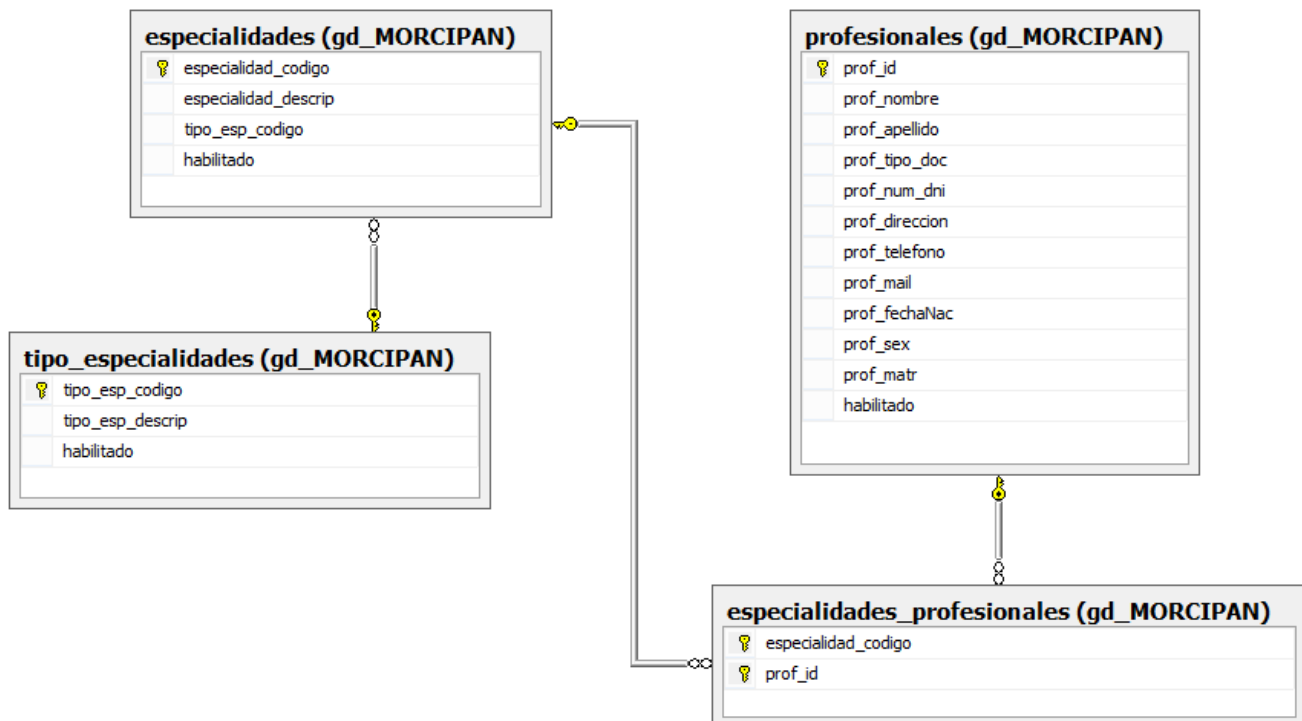 especialidades (gd_MORCIPAN)
especialidad_codigo
especialidad_descrip
tipo_esp_codigo
habilitado
tipo_especialidades (gd_MORCIPAN)
tipo_esp_codigo
tipo_esp_descrip
habilitado
profesionales (gd_MORCIPAN)
prof_id
prof_nombre
prof_apellido
prof_tipo_doc
prof_num_dni
prof_direccion
prof_telefono
prof_mail
prof_fechaNac
prof_sex
prof_matr
habilitado
especialidades_profesionales (gd_MORCIPAN)
especialidad_codigo
prof_id